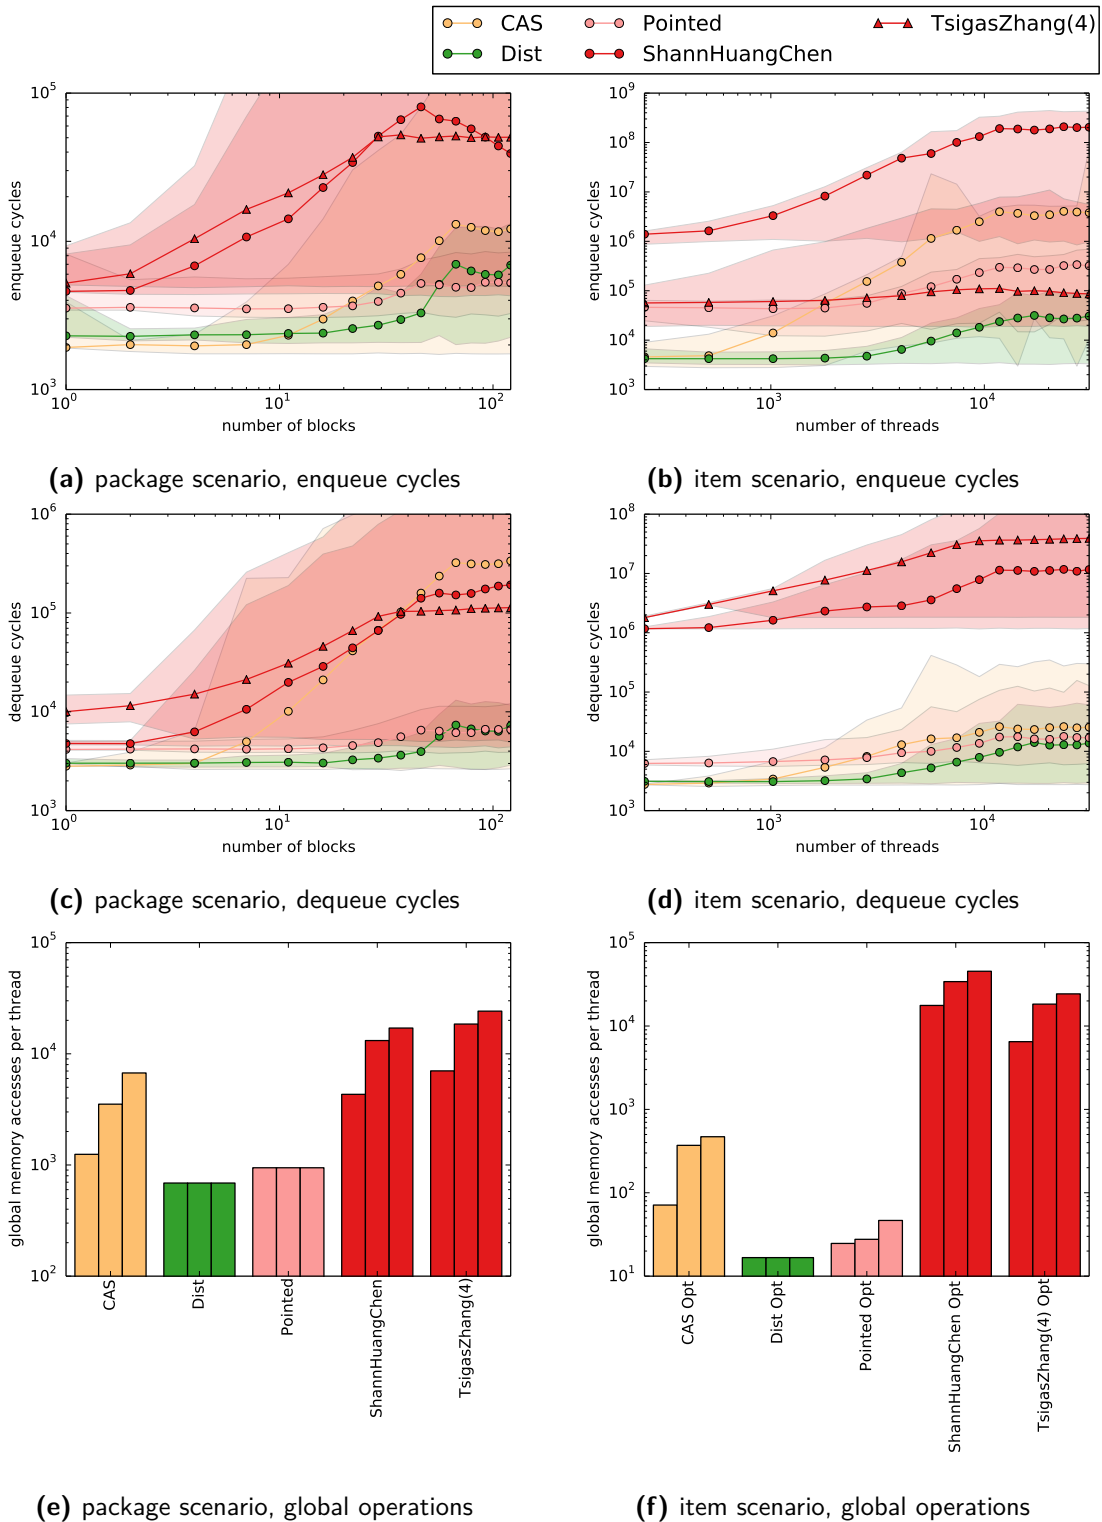 CAS
Pointed
TsigasZhang(4)
Dist
ShannHuangChen
10^5
10^4
10^3
enqueue cycles
10^0 10^1 10^2
number of blocks
(a) package scenario, enqueue cycles
10^9
10^8
10^7
10^6
10^5
10^4
10^3
enqueue cycles
10^3 10^4
number of threads
(b) item scenario, enqueue cycles
10^6
10^5
10^4
10^3
dequeue cycles
10^0 10^1 10^2
number of blocks
(c) package scenario, dequeue cycles
10^8
10^7
10^6
10^5
10^4
10^3
dequeue cycles
10^3 10^4
number of threads
(d) item scenario, dequeue cycles
10^5
10^4
10^3
10^2
global memory accesses per thread
CAS
Dist
Pointed
ShannHuangChen
TsigasZhang(4)
(e) package scenario, global operations
10^5
10^4
10^3
10^2
10^1
global memory accesses per thread
CAS Opt
Dist Opt
Pointed Opt
ShannHuangChen Opt
TsigasZhang(4) Opt
(f) item scenario, global operations